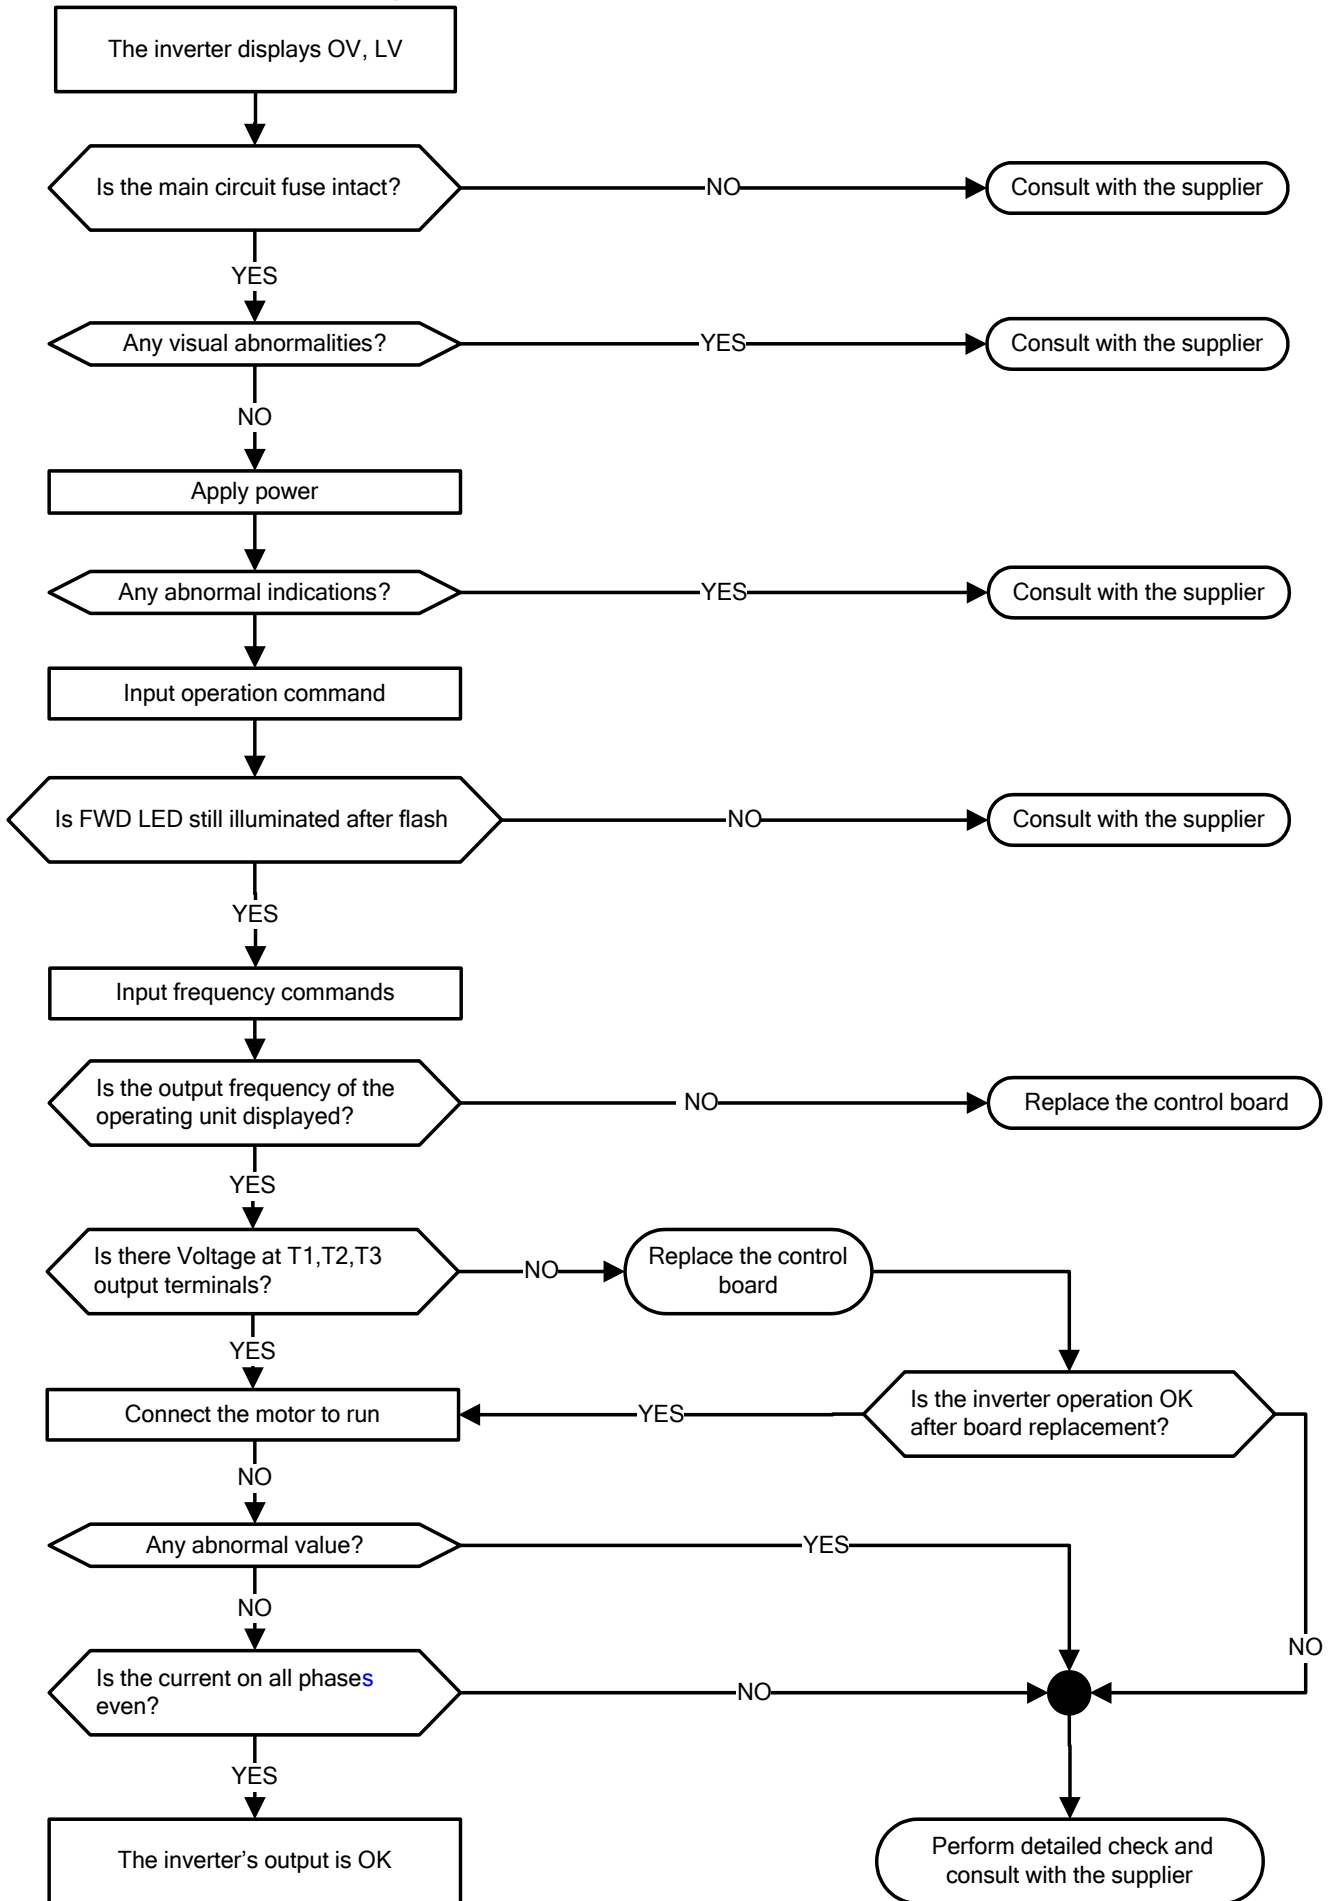 The inverter displays OV, LV
Is the main circuit fuse intact?
NO
Consult with the supplier
YES
Any visual abnormalities?
YES
Consult with the supplier
NO
Apply power
Any abnormal indications?
YES
Consult with the supplier
Input operation command
Is FWD LED still illuminated after flash
NO
Consult with the supplier
YES
Input frequency commands
Is the output frequency of the
operating unit displayed?
NO
Replace the control board
YES
Is there Voltage at T1,T2,T3
output terminals?
NO
Replace the control
board
YES
Connect the motor to run
YES
Is the inverter operation OK
after board replacement?
NO
Any abnormal value?
YES
NO
NO
Is the current on all phases
even?
NO
YES
The inverter's output is OK
Perform detailed check and
consult with the supplier